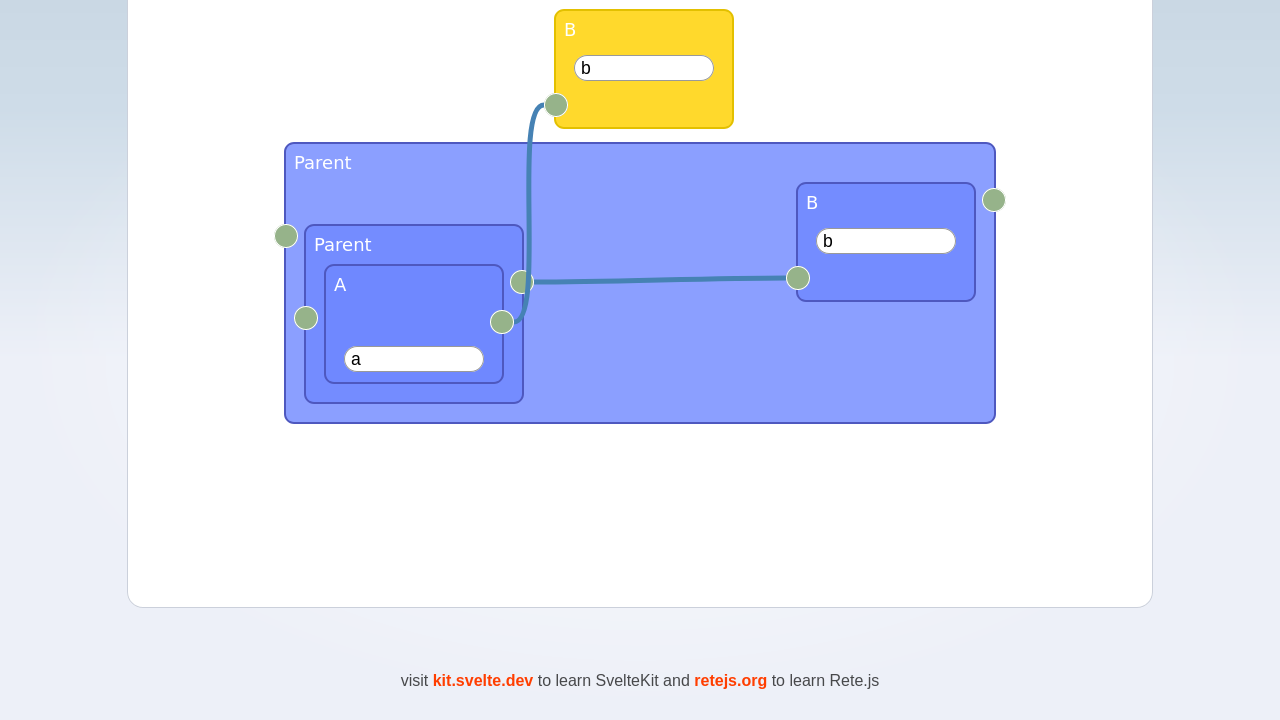 B
b
Parent
B
b
Parent
A
a
visit kit.svelte.dev to learn SvelteKit and retejs.org to learn Rete.js